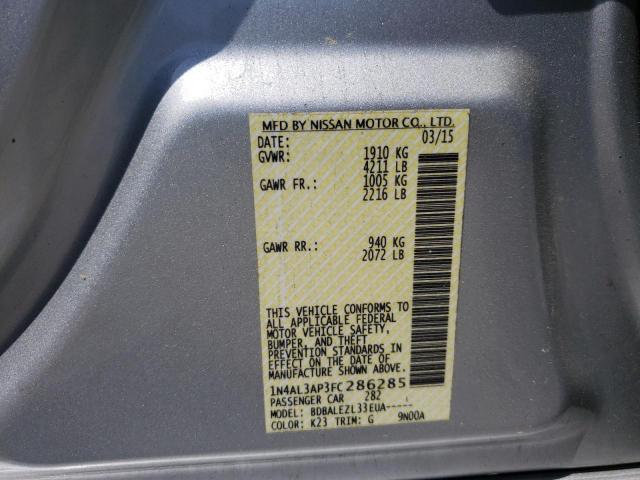 MFD BY NISSAN MOTOR CO., LTD.
DATE: 03/15
GVWR: 1910 KG
4211 LB
GAWR FR.: 1005 KG
2216 LB
GAWR RR.: 940 KG
2072 LB
THIS VEHICLE CONFORMS TO
ALL APPLICABLE FEDERAL
MOTOR VEHICLE SAFETY,
BUMPER, AND THEFT
PREVENTION STANDARDS IN
EFFECT ON THE DATE OF
MANUFACTURE SHOWN ABOVE.
1N4AL3AP3FC286285
PASSENGER CAR 282
MODEL: BDBALEZL33EUA-----
COLOR: K23 TRIM: G 9N00A